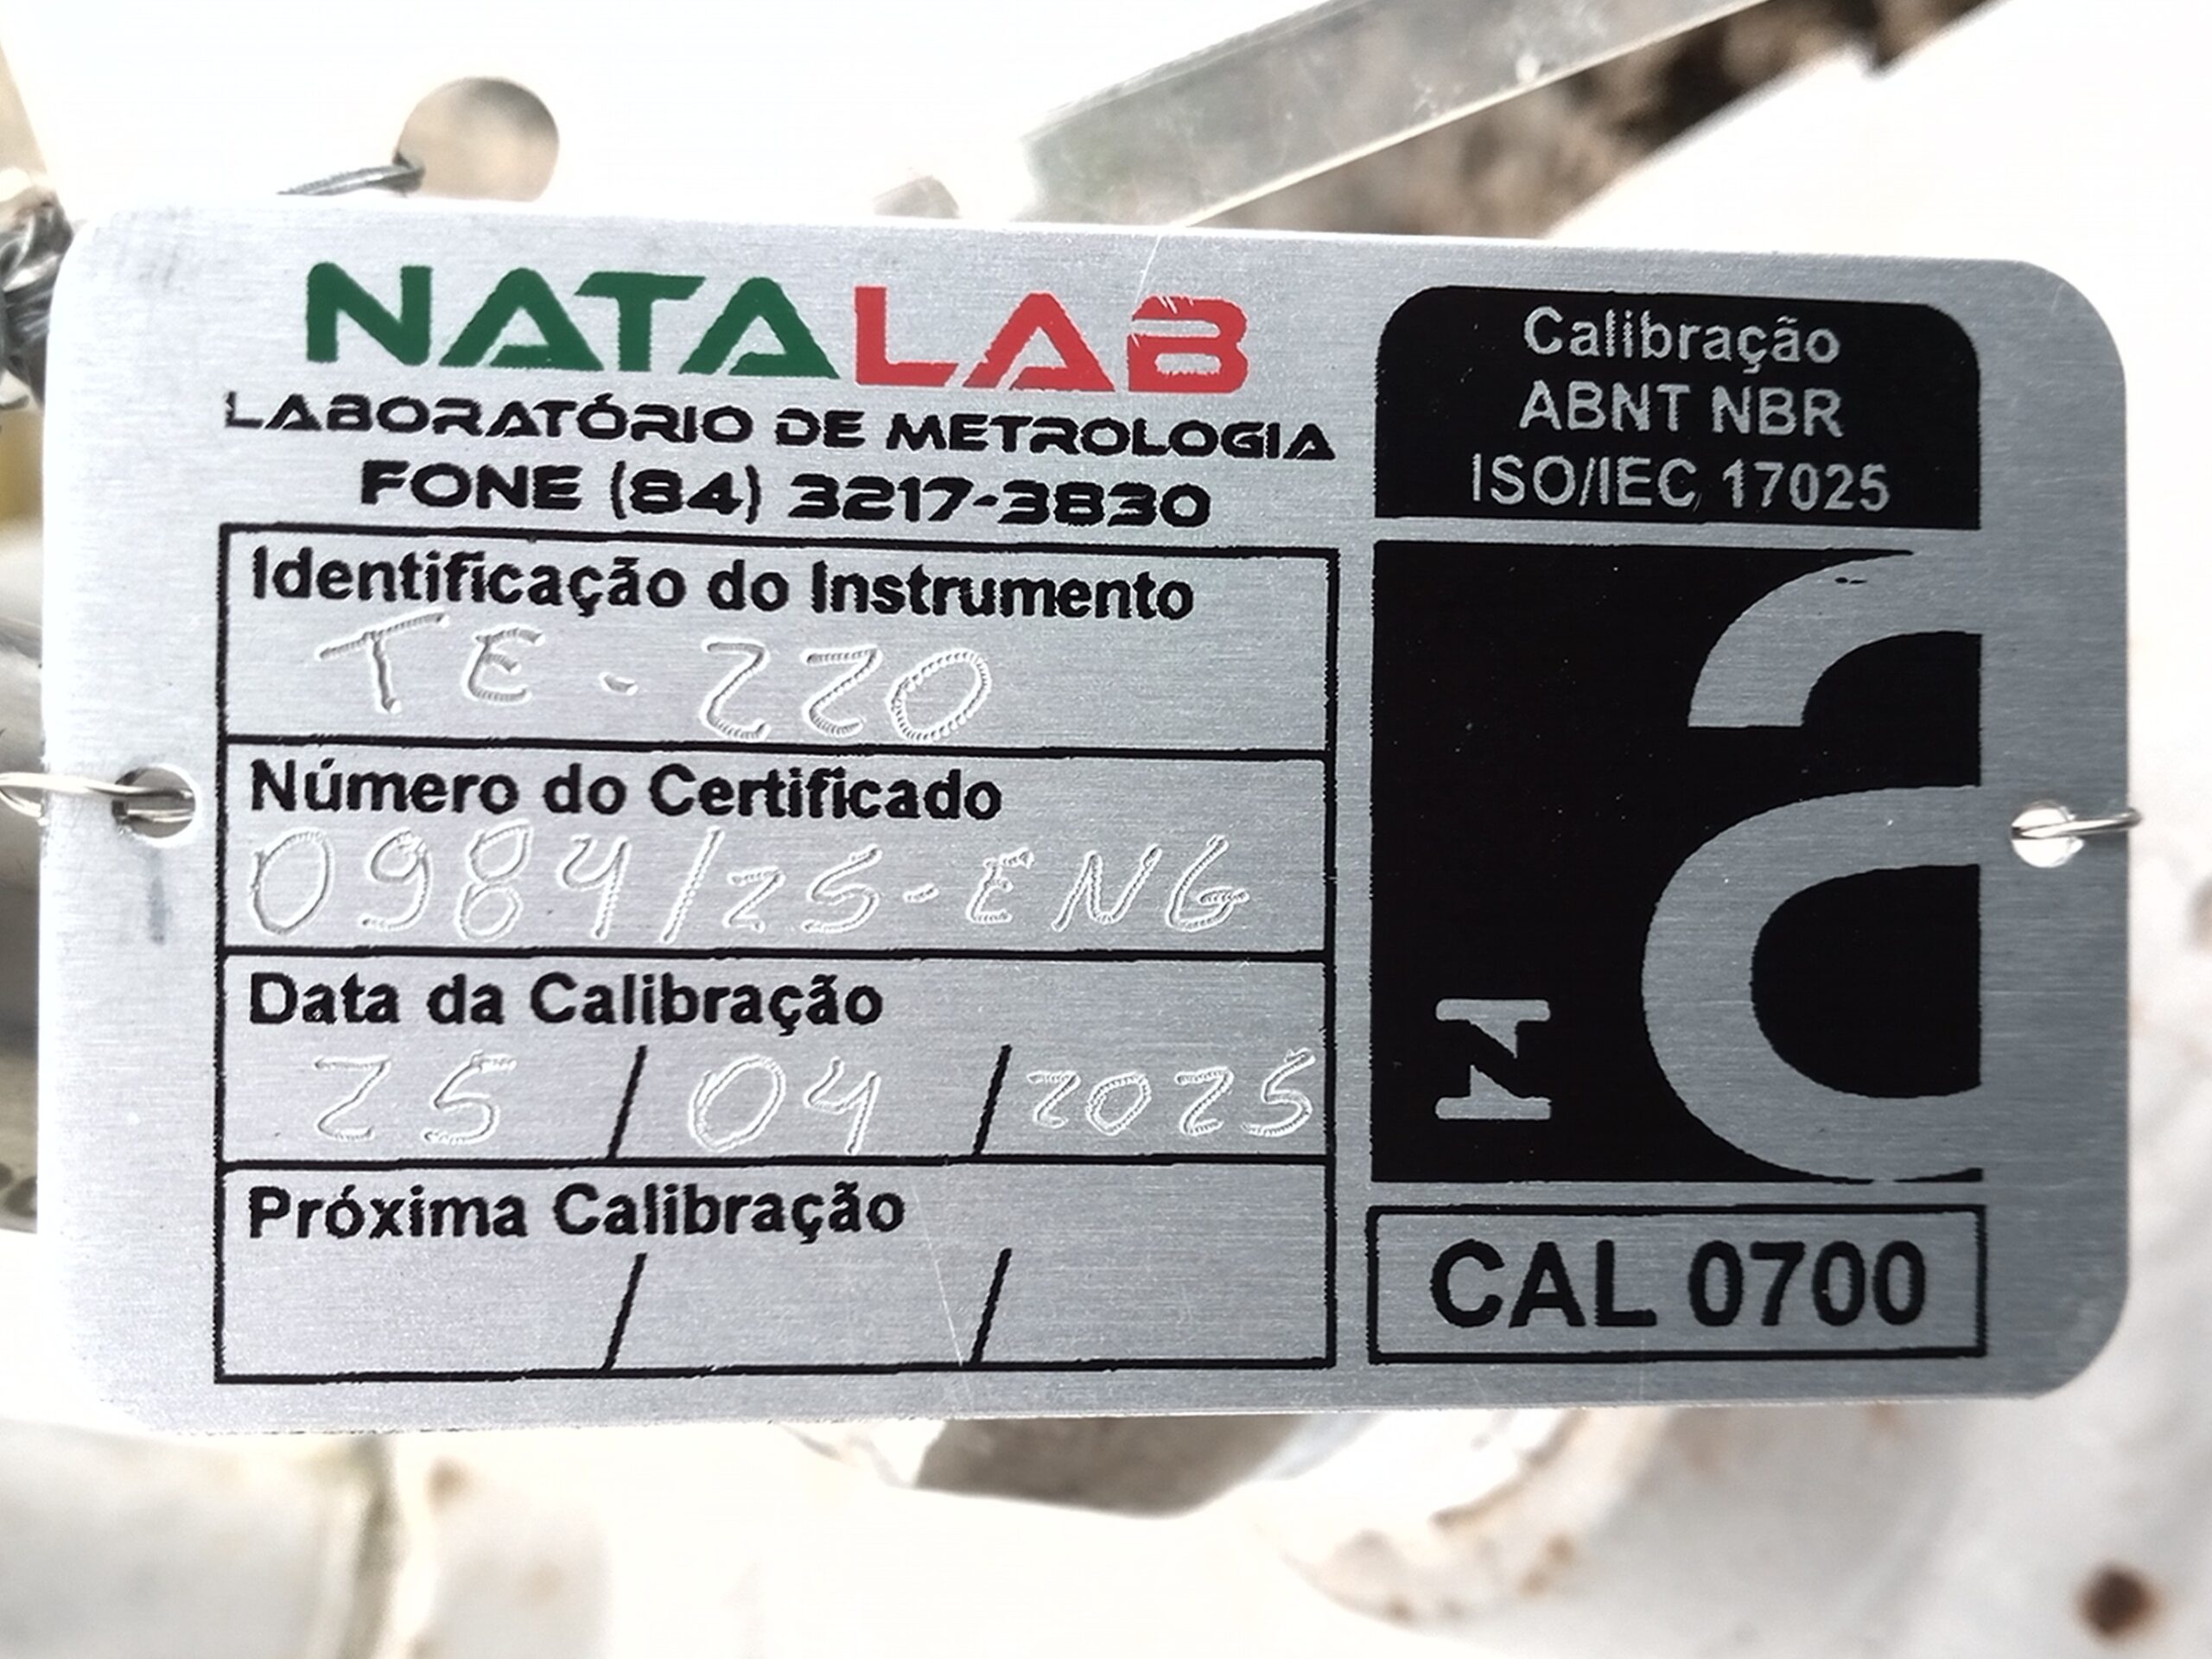 NATALAB
LABORATÓRIO DE METROLOGIA
FONE (84) 3217-3830
Identificação do Instrumento
TE - 220
Número do Certificado
0984/25-ENG
Data da Calibração
25 / 04 / 2025
Próxima Calibração
/ /
Calibração
ABNT NBR
ISO/IEC 17025
CAL 0700